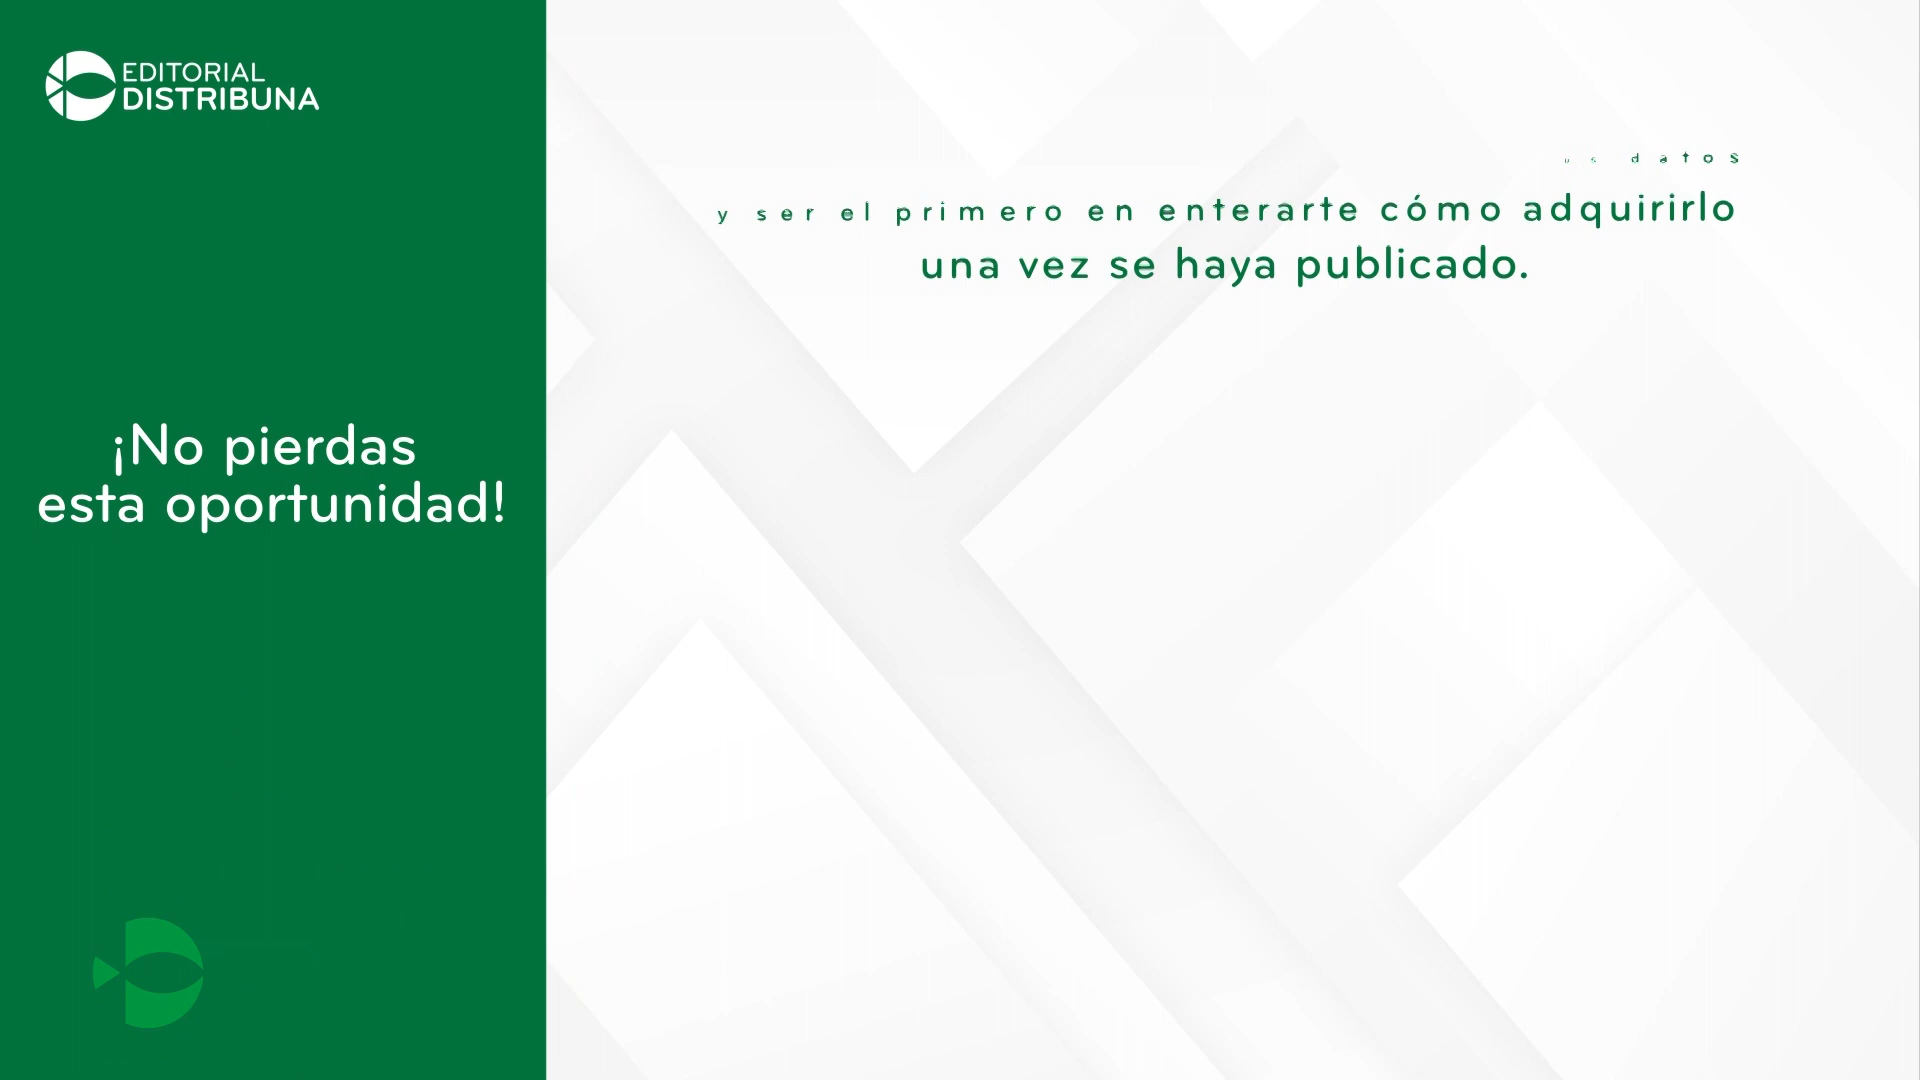 EDITORIAL
DISTRIBUNA
¡No pierdas
esta oportunidad!
datos
y ser el primero en enterarte cómo adquirirlo
una vez se haya publicado.